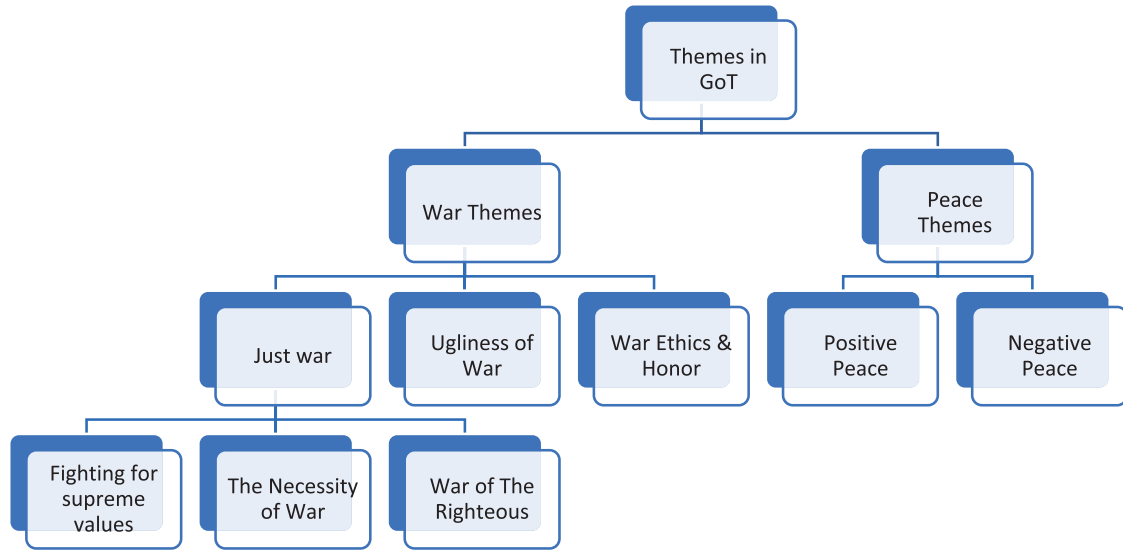 Themes in
GoT
War Themes
Peace
Themes
Just war
Ugliness of
War
War Ethics &
Honor
Positive
Peace
Negative
Peace
Fighting for
supreme
values
The Necessity
of War
War of The
Righteous